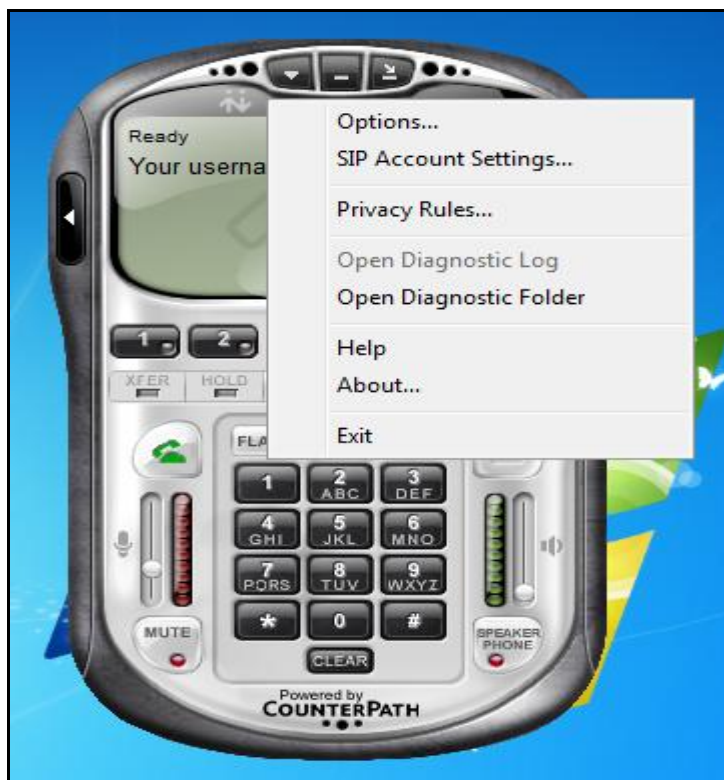 Ready
Your userna
Options...
SIP Account Settings...
Privacy Rules...
Open Diagnostic Log
Open Diagnostic Folder
Help
About...
Exit
1 2
XFER HOLD
FLA
1 2 ABC 3 DEF
4 GHI 5 JKL 6 MNO
7 PQRS 8 TUV 9 WXYZ
* 0 #
MUTE
SPEAKER
PHONE
CLEAR
Powered by
COUNTERPATH